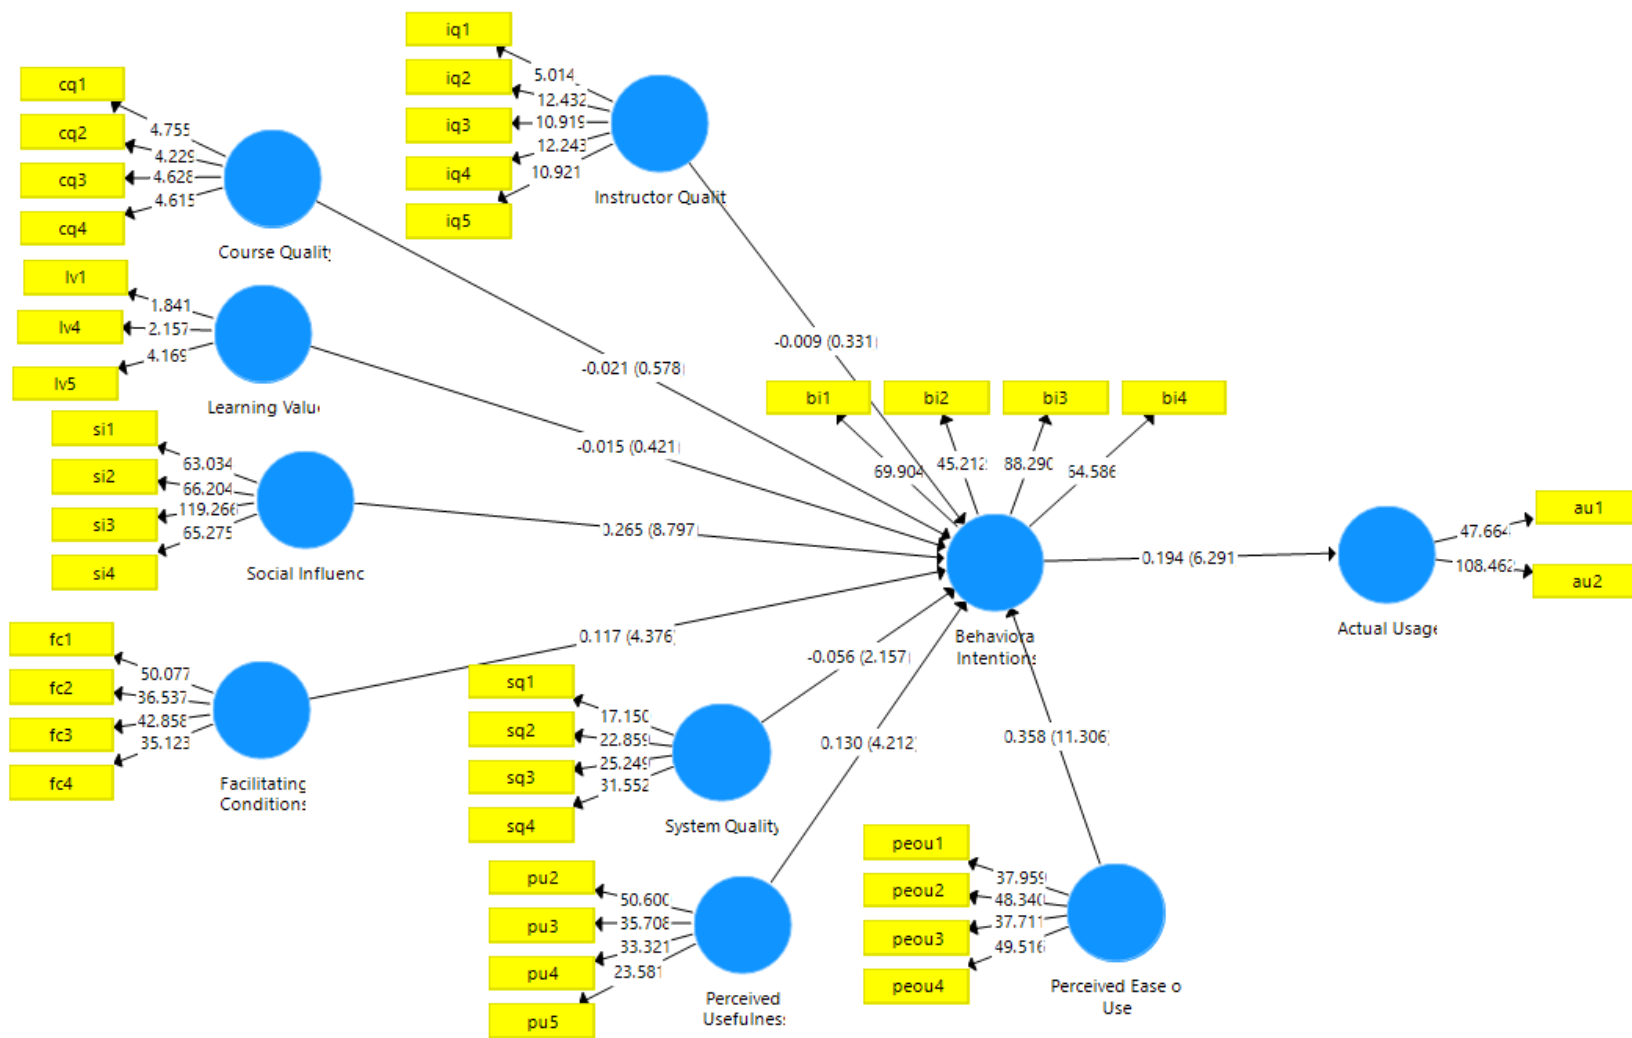 iq1
iq2
iq3
iq4
iq5
5.014
12.432
10.919
12.243
10.921
Instructor Qualit
cq1
cq2
cq3
cq4
4.755
4.229
4.628
4.615
Course Quality
lv1
lv4
lv5
1.841
2.157
4.169
Learning Valu
si1
si2
si3
si4
63.034
66.204
119.266
65.275
Social Influenc
fc1
fc2
fc3
fc4
50.077
36.537
42.858
35.123
Facilitating
Conditions
sq1
sq2
sq3
sq4
17.150
22.859
25.249
31.552
System Quality
pu2
pu3
pu4
pu5
50.600
35.708
33.321
23.581
Perceived
Usefulness
peou1
peou2
peou3
peou4
37.959
48.340
37.711
49.516
Perceived Ease o
Use
-0.009 (0.331)
-0.021 (0.578)
-0.015 (0.421)
0.265 (8.797)
0.117 (4.376)
-0.056 (2.157)
0.130 (4.212)
0.358 (11.306)
bi1
bi2
bi3
bi4
69.904
45.212
88.290
54.586
Behaviora
Intentions
0.194 (6.291
au1
au2
47.664
108.462
Actual Usage